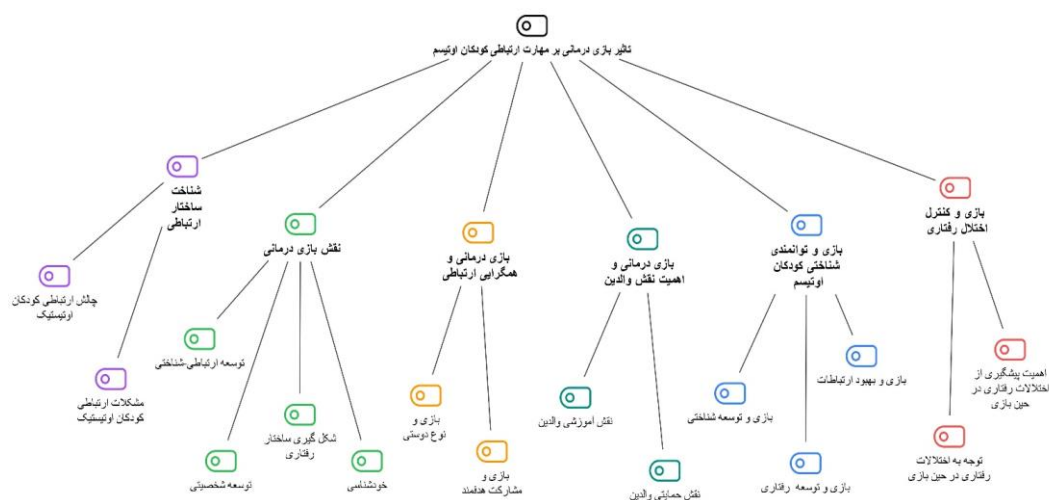 تاثیر بازی درمانی بر مهارت ارتباطی کودکان اوتیسم
شناخت
ساختار
ارتباطی
چالش ارتباطی کودکان
اوتیستیک
مشکلات ارتباطی
کودکان اوتیستیک
نقش بازی درمانی
توسعه ارتباطی-شناختی
توسعه شخصیتی
شکل گیری ساختار
رفتاری
خودشناسی
بازی درمانی و
همگرایی ارتباطی
بازی و
نوع دوستی
بازی و
مشارکت هدفمند
بازی درمانی و
اهمیت نقش والدین
نقش آموزشی والدین
نقش حمایتی والدین
بازی و توانمندی
شناختی کودکان
اوتیسم
بازی و توسعه شناختی
بازی و توسعه رفتاری
بازی و بهبود ارتباطات
بازی و کنترل
اختلال رفتاری
توجه به اختلالات
رفتاری در حین بازی
اهمیت پیشگیری از
اختلالات رفتاری در
حین بازی